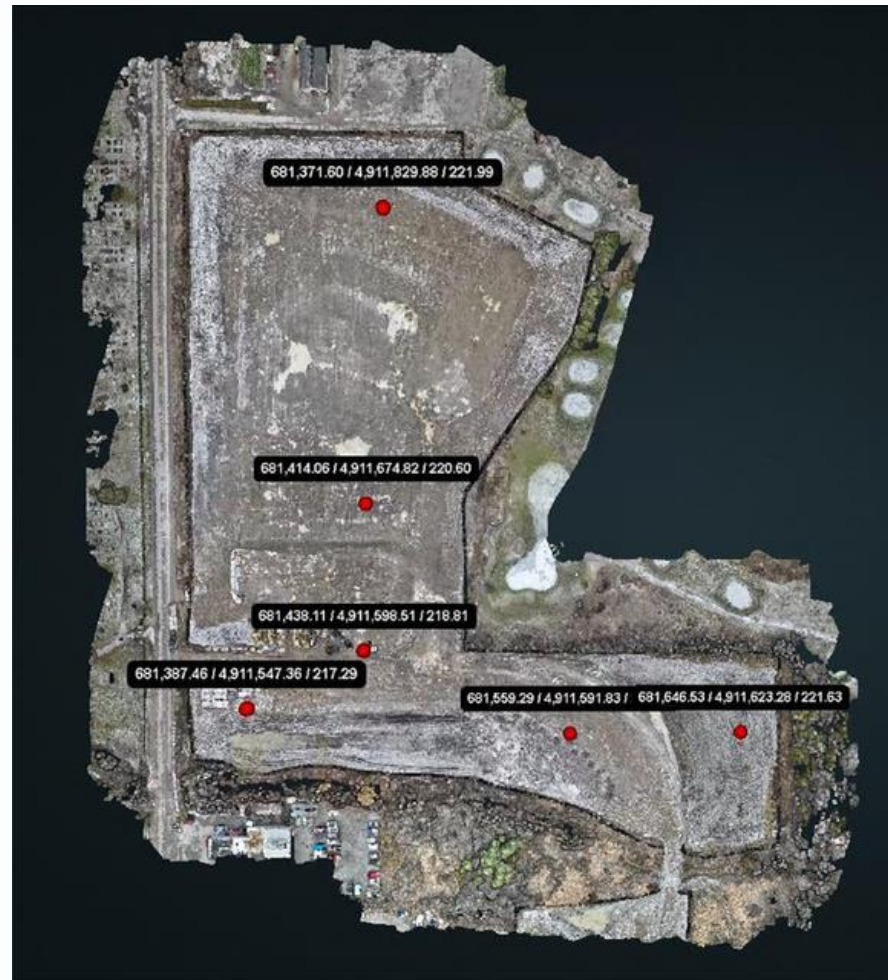 681,371.60 / 4,911,829.88 / 221.99
681,414.06 / 4,911,674.82 / 220.60
681,438.11 / 4,911,598.51 / 218.81
681,387.46 / 4,911,547.36 / 217.29
681,559.29 / 4,911,591.83 /
681,646.53 / 4,911,623.28 / 221.63